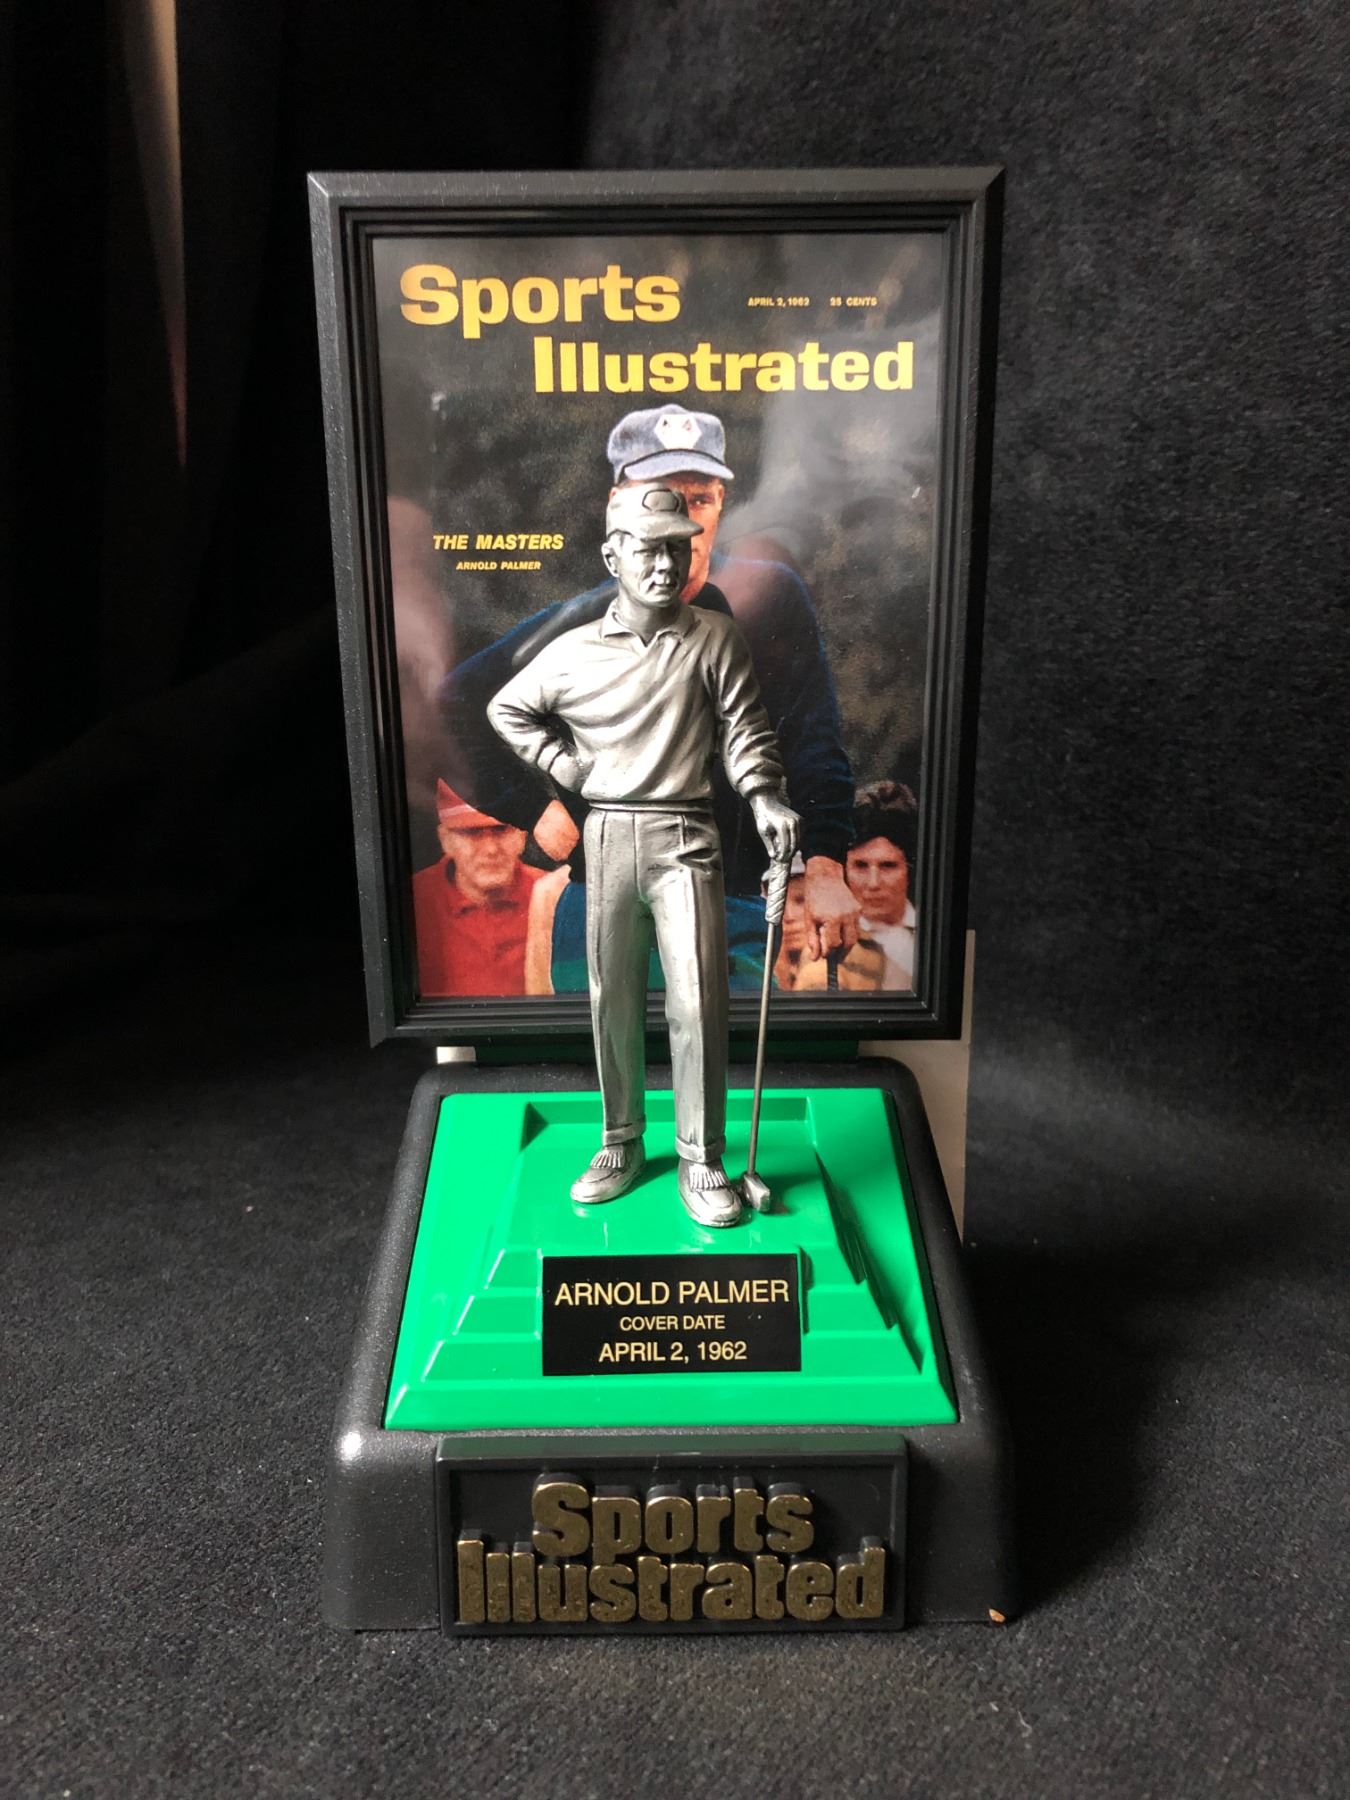 Sports
APRIL 2, 1962 25 CENTS
Illustrated
THE MASTERS
ARNOLD PALMER
ARNOLD PALMER
COVER DATE
APRIL 2, 1962
Sports
Illustrated